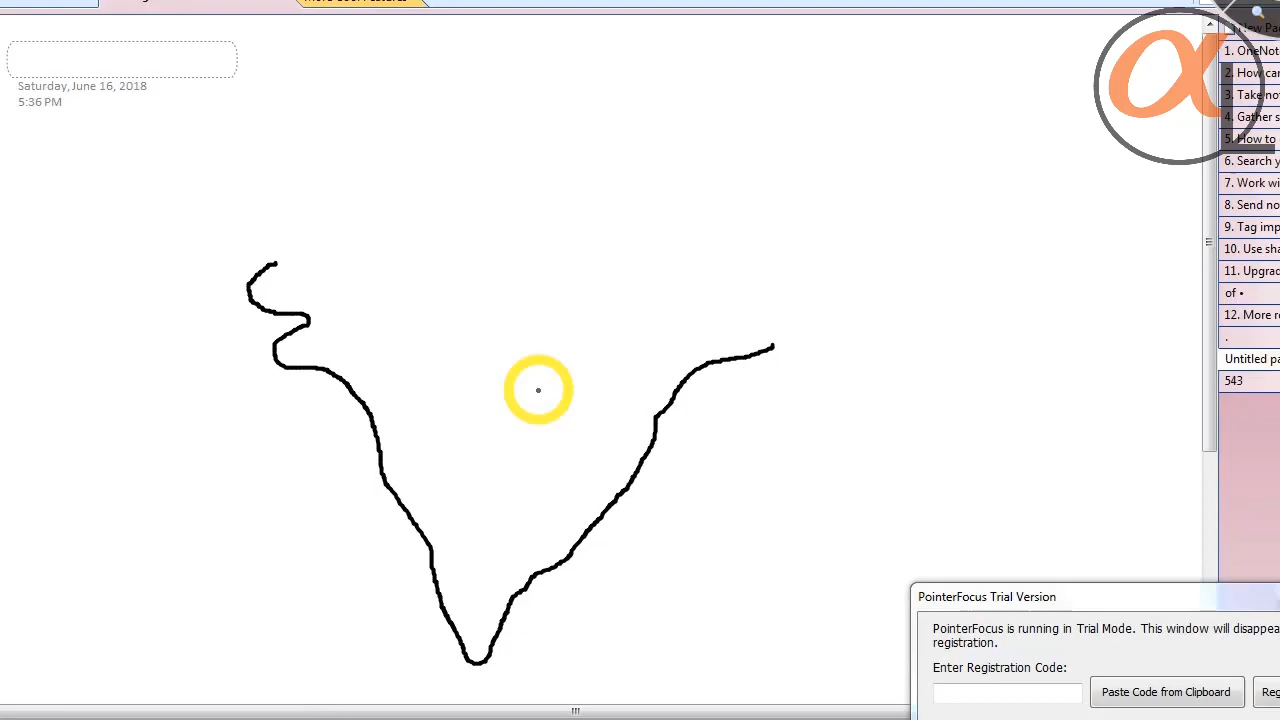 Saturday, June 16, 2018
5:36 PM
α
New Pa
1. OneNot
2. How can
3. Take no
4. Gather s
5. How to
6. Search y
7. Work wi
8. Send no
9. Tag imp
10. Use sha
11. Upgrad
of •
12. More re
.
Untitled pa
543
PointerFocus Trial Version
PointerFocus is running in Trial Mode. This window will disappea
registration.
Enter Registration Code:
Paste Code from Clipboard
Reg